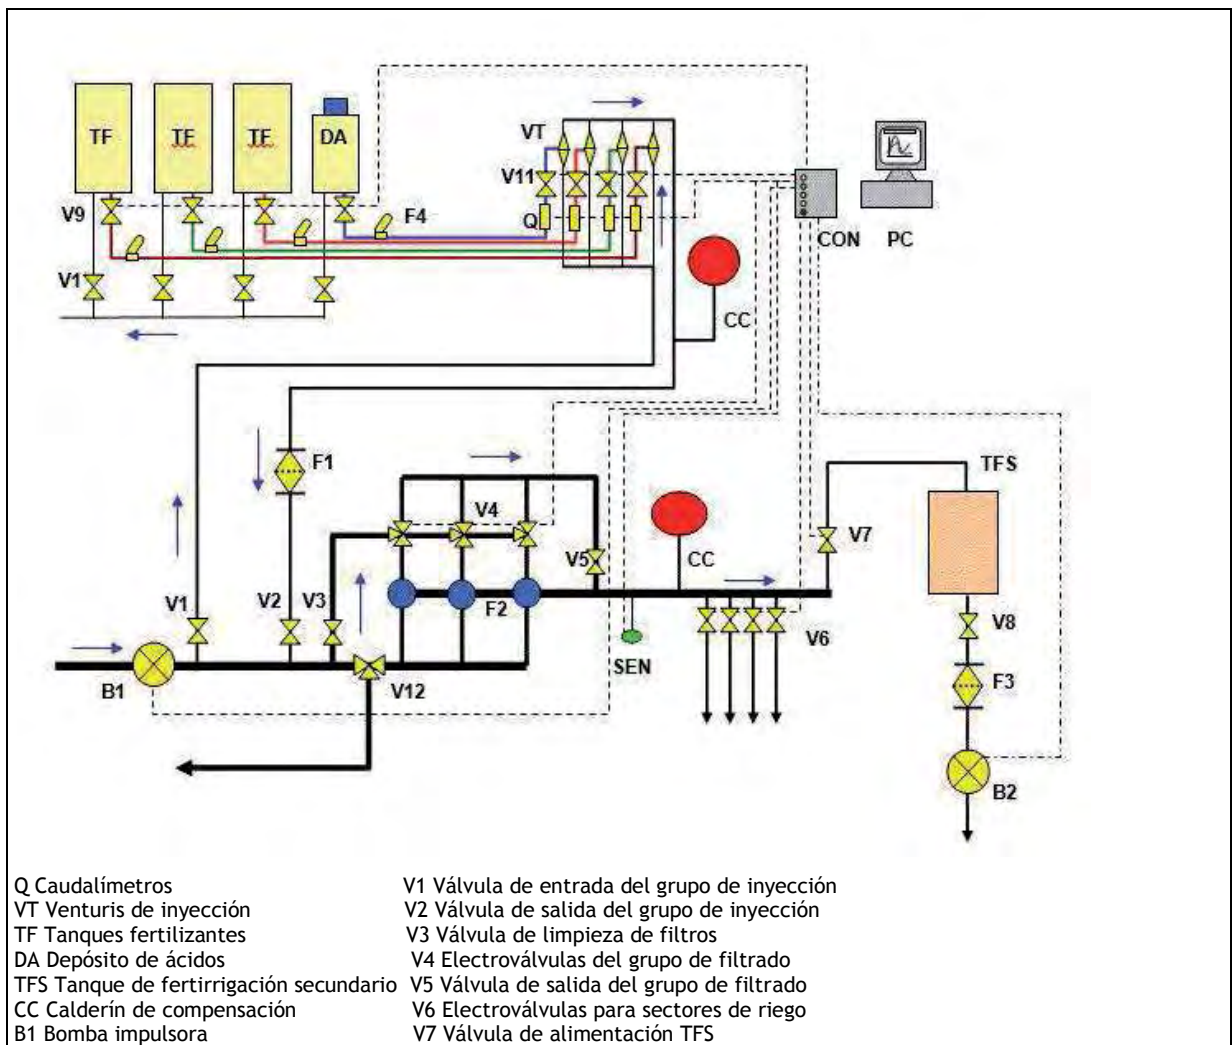 TF TF TF DA
VT
V11
V9
F4
Q
CON PC
V1
CC
F1
TFS
V4
V7
V5
CC
V1 V2 V3
F2
V6
V8
SEN
F3
B1
V12
B2
Q Caudalímetros V1 Válvula de entrada del grupo de inyección
VT Venturis de inyección V2 Válvula de salida del grupo de inyección
TF Tanques fertilizantes V3 Válvula de limpieza de filtros
DA Depósito de ácidos V4 Electroválvulas del grupo de filtrado
TFS Tanque de fertirrigación secundario V5 Válvula de salida del grupo de filtrado
CC Calderín de compensación V6 Electroválvulas para sectores de riego
B1 Bomba impulsora V7 Válvula de alimentación TFS